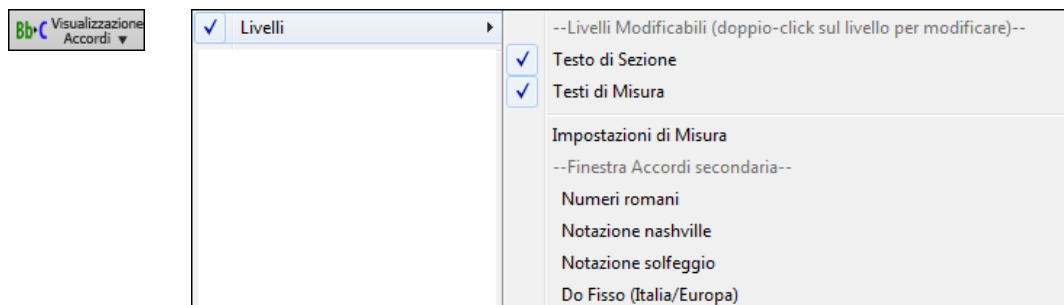 Bb•C Visualizzazione
Accordi ▼
Livelli
--Livelli Modificabili (doppio-click sul livello per modificare)--
Testo di Sezione
Testi di Misura
Impostazioni di Misura
--Finestra Accordi secondaria--
Numeri romani
Notazione nashville
Notazione solfeggio
Do Fisso (Italia/Europa)